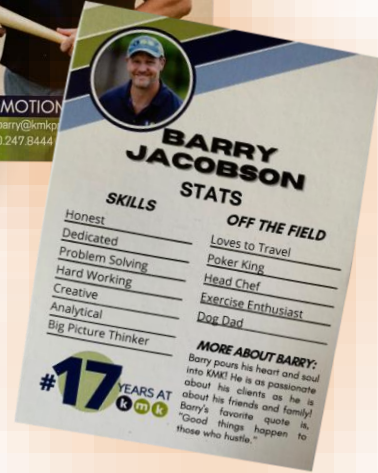 MOTION
barry@kmkp
.247.8444
BARRY
JACOBSON
STATS
SKILLS
Honest
Dedicated
Problem Solving
Hard Working
Creative
Analytical
Big Picture Thinker
OFF THE FIELD
Loves to Travel
Poker King
Head Chef
Exercise Enthusiast
Dog Dad
#17 YEARS AT
kmk
MORE ABOUT BARRY:
Barry pours his heart and soul
into KMK! He is as passionate
about his clients as he is
about his friends and family!
Barry's favorite quote is,
"Good things happen to
those who hustle."